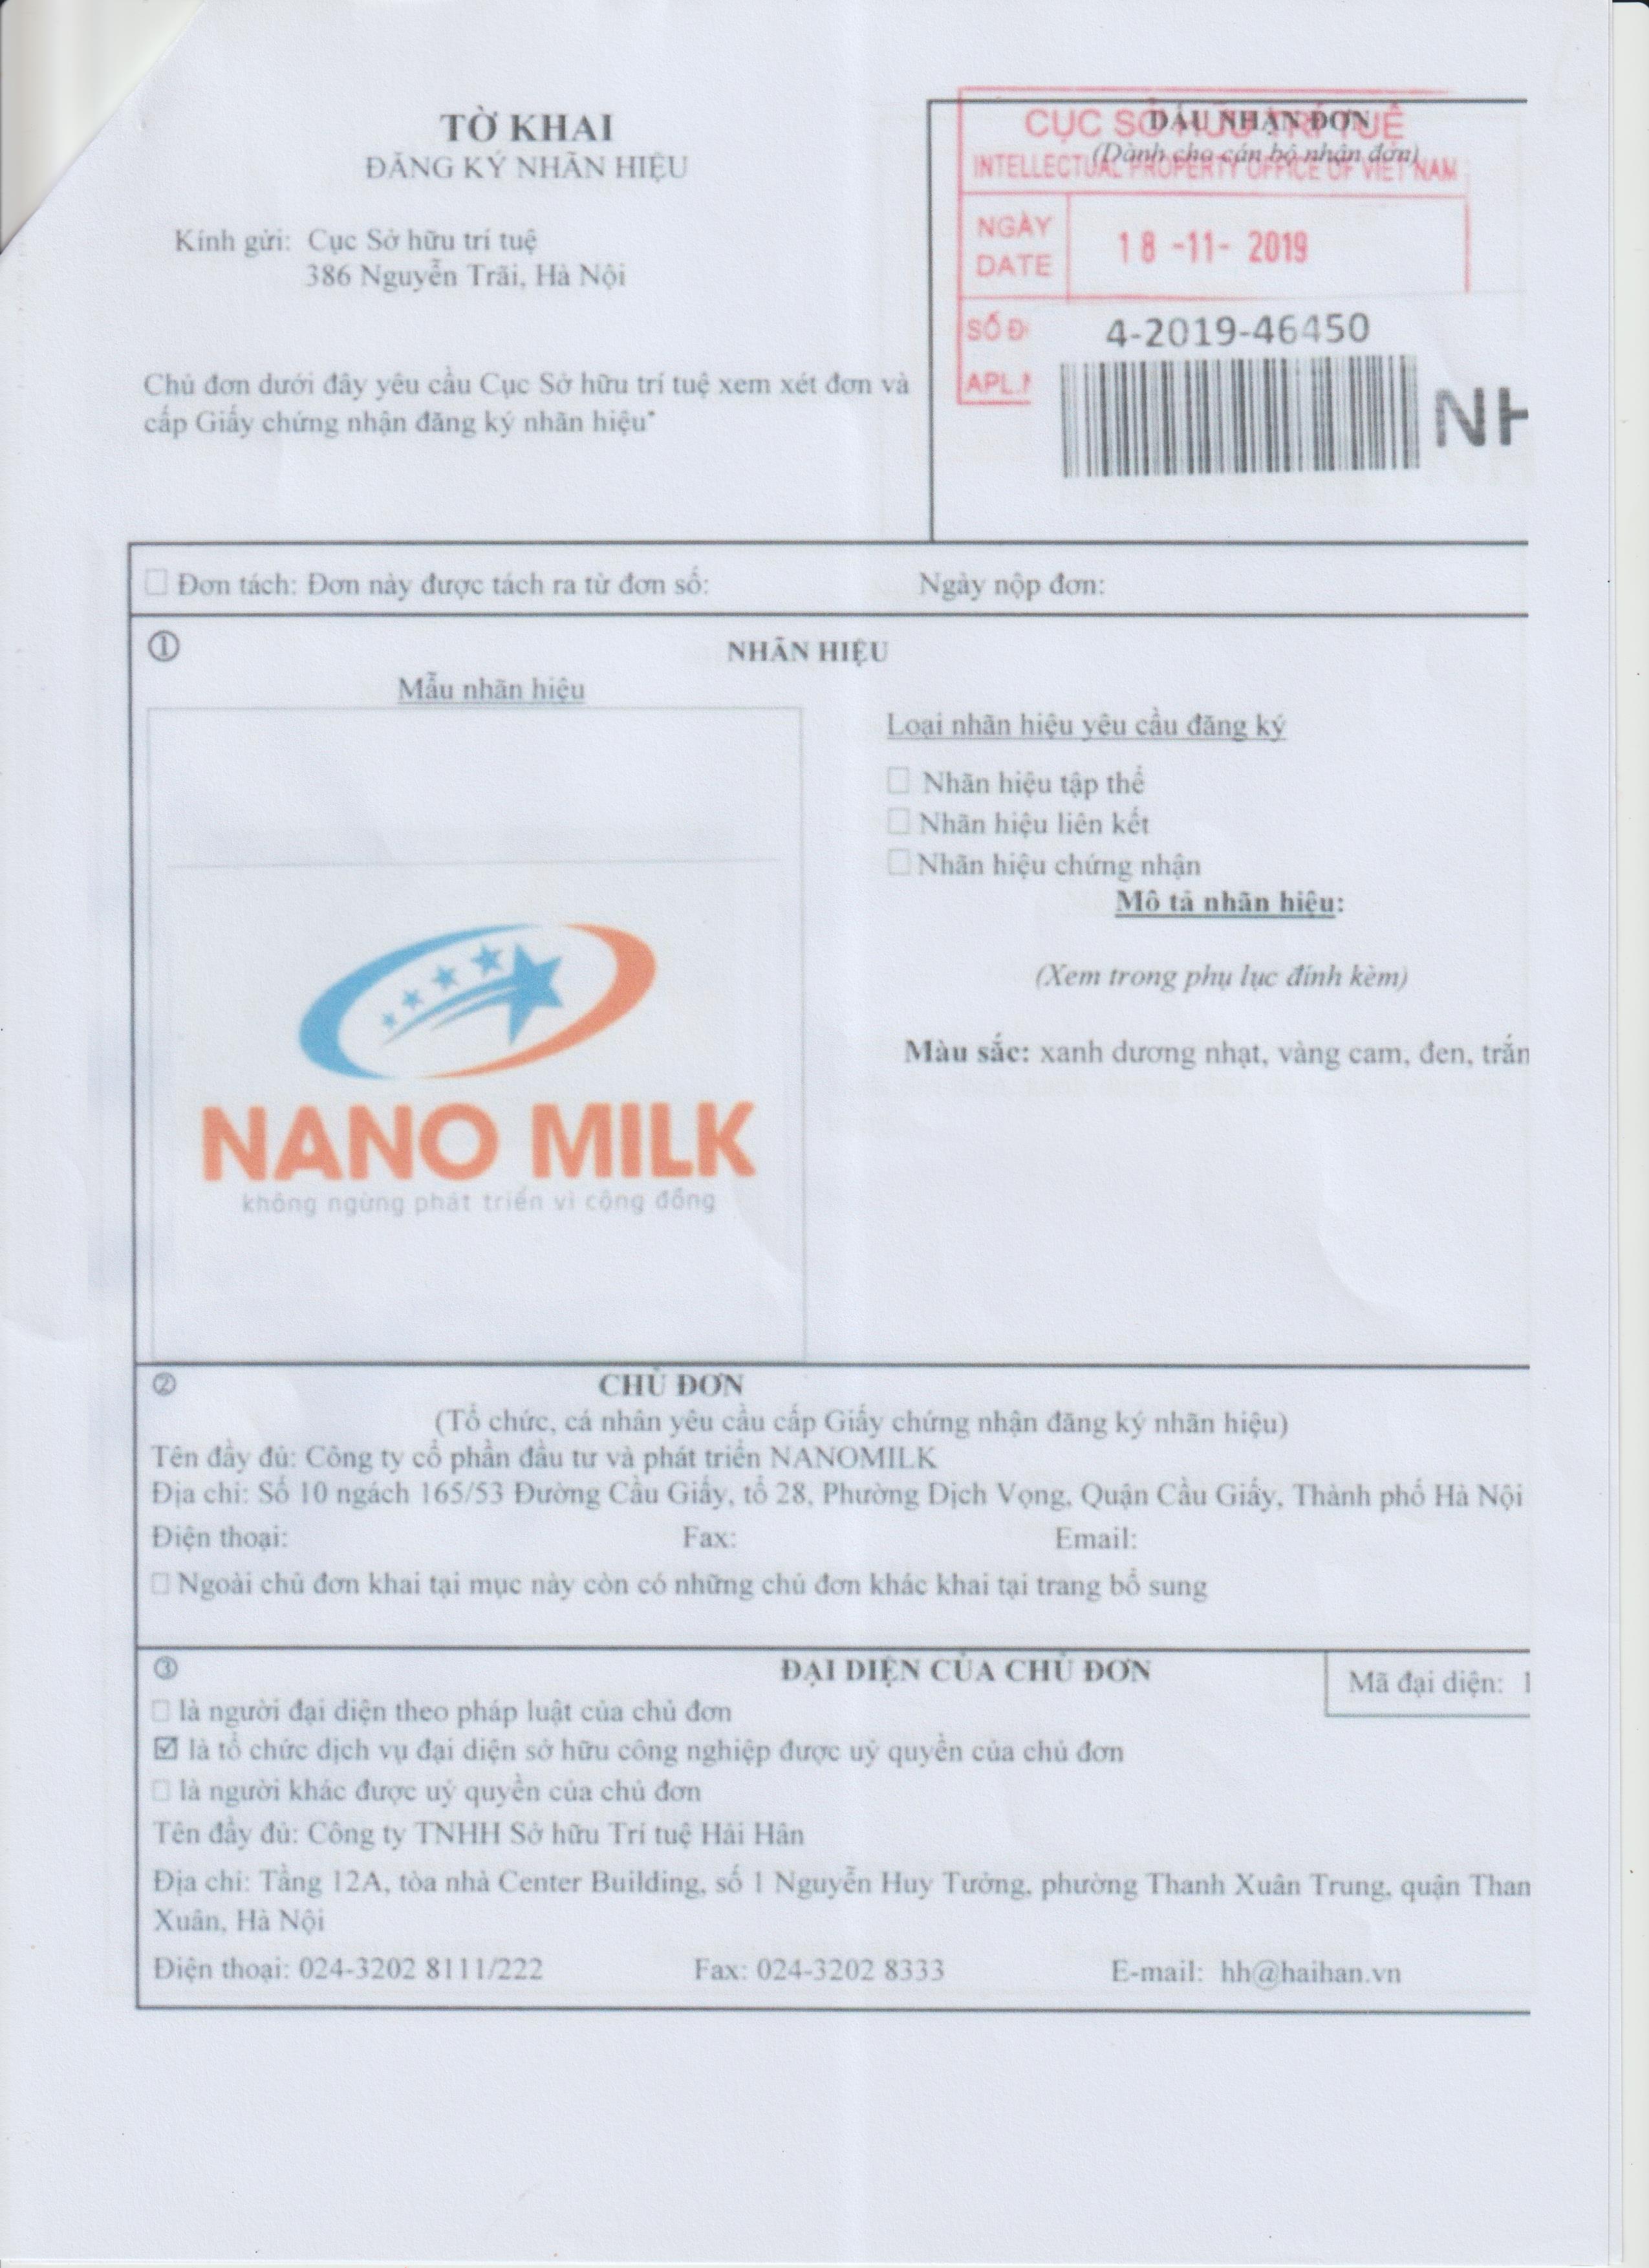 TỜ KHAI
ĐĂNG KÝ NHÃN HIỆU
Kính gửi: Cục Sở hữu trí tuệ
386 Nguyễn Trãi, Hà Nội
Chủ đơn dưới đây yêu cầu Cục Sở hữu trí tuệ xem xét đơn và
cấp Giấy chứng nhận đăng ký nhãn hiệu*
DẤU NHẬN ĐƠN
(Dành cho cán bộ nhận đơn)
CỤC SỞ HỮU TRÍ TUỆ
INTELLECTUAL PROPERTY OFFICE OF VIET NAM
NGÀY
DATE
18 -11- 2019
SỐ Đ
APL.
4-2019-46450
NH
☐ Đơn tách: Đơn này được tách ra từ đơn số: Ngày nộp đơn:
① NHÃN HIỆU
Mẫu nhãn hiệu
NANO MILK
không ngừng phát triển vì cộng đồng
Loại nhãn hiệu yêu cầu đăng ký
☐ Nhãn hiệu tập thể
☐ Nhãn hiệu liên kết
☐ Nhãn hiệu chứng nhận
Mô tả nhãn hiệu:
(Xem trong phụ lục đính kèm)
Màu sắc: xanh dương nhạt, vàng cam, đen, trắn
② CHỦ ĐƠN
(Tổ chức, cá nhân yêu cầu cấp Giấy chứng nhận đăng ký nhãn hiệu)
Tên đầy đủ: Công ty cổ phần đầu tư và phát triển NANOMILK
Địa chỉ: Số 10 ngách 165/53 Đường Cầu Giấy, tổ 28, Phường Dịch Vọng, Quận Cầu Giấy, Thành phố Hà Nội
Điện thoại: Fax: Email:
☐ Ngoài chủ đơn khai tại mục này còn có những chủ đơn khác khai tại trang bổ sung
③ ĐẠI DIỆN CỦA CHỦ ĐƠN
Mã đại diện: 1
☐ là người đại diện theo pháp luật của chủ đơn
☑ là tổ chức dịch vụ đại diện sở hữu công nghiệp được uỷ quyền của chủ đơn
☐ là người khác được uỷ quyền của chủ đơn
Tên đầy đủ: Công ty TNHH Sở hữu Trí tuệ Hải Hân
Địa chỉ: Tầng 12A, tòa nhà Center Building, số 1 Nguyễn Huy Tưởng, phường Thanh Xuân Trung, quận Than
Xuân, Hà Nội
Điện thoại: 024-3202 8111/222 Fax: 024-3202 8333 E-mail: hh@haihan.vn